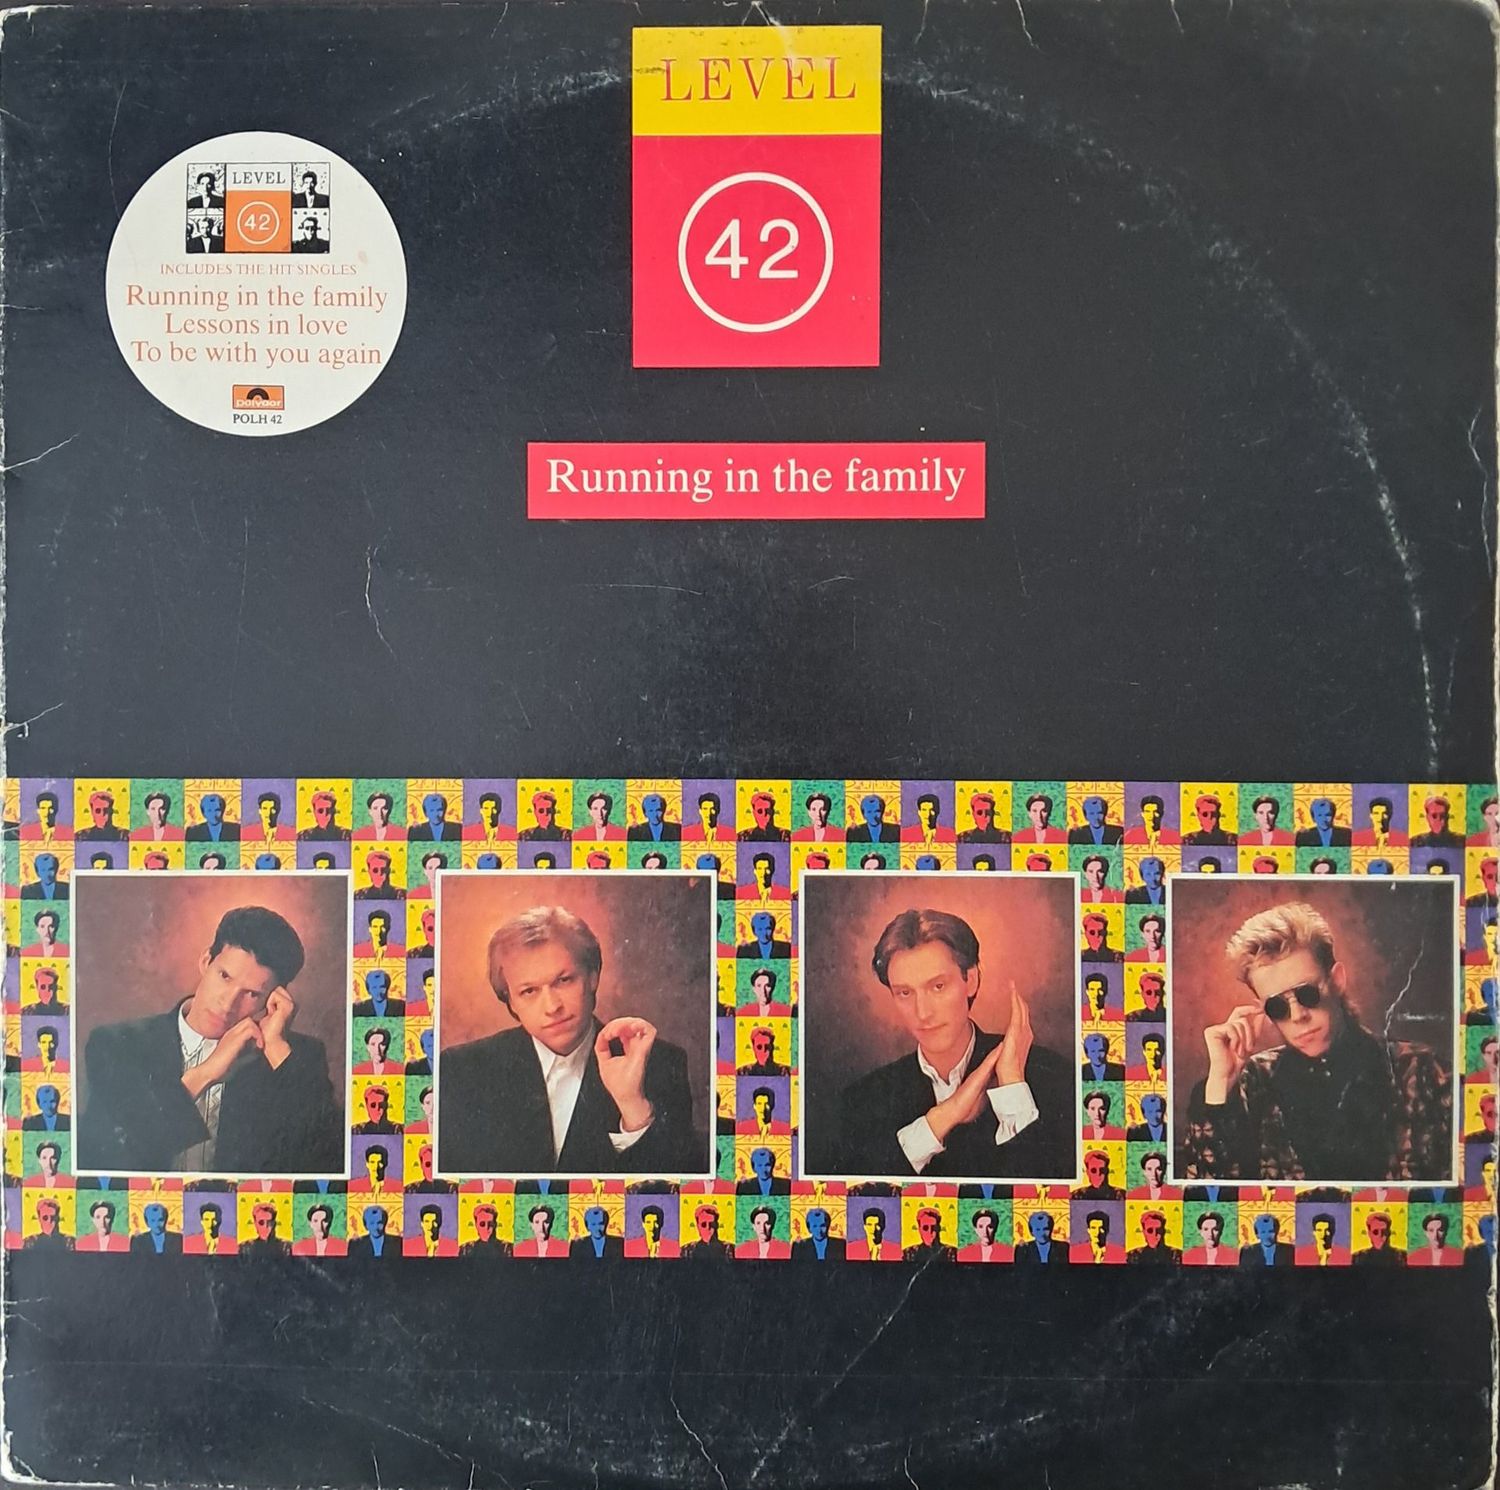 LEVEL
42
LEVEL
42
INCLUDES THE HIT SINGLES
Running in the family
Lessons in love
To be with you again
polydor
POLH 42
Running in the family